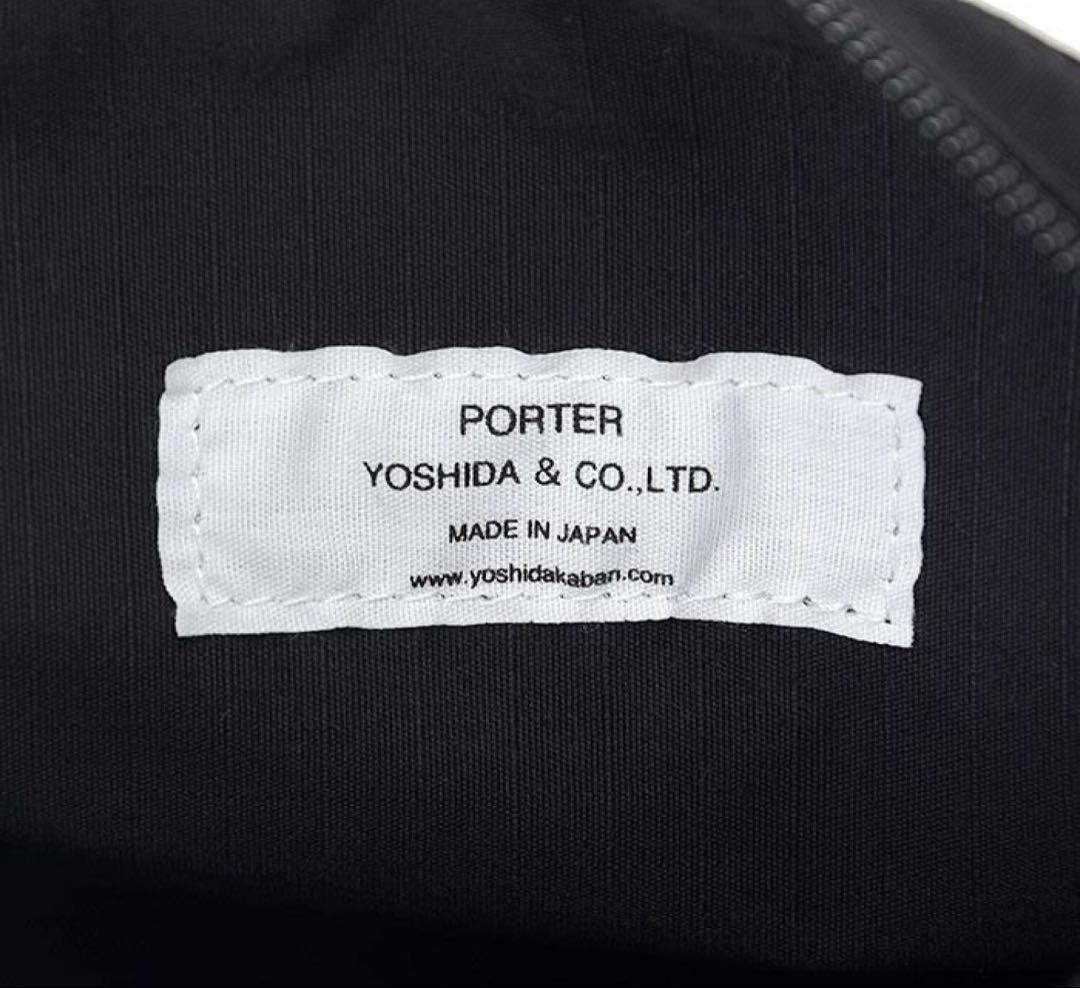 PORTER
YOSHIDA & CO.,LTD.
MADE IN JAPAN
www.yoshidakaban.com